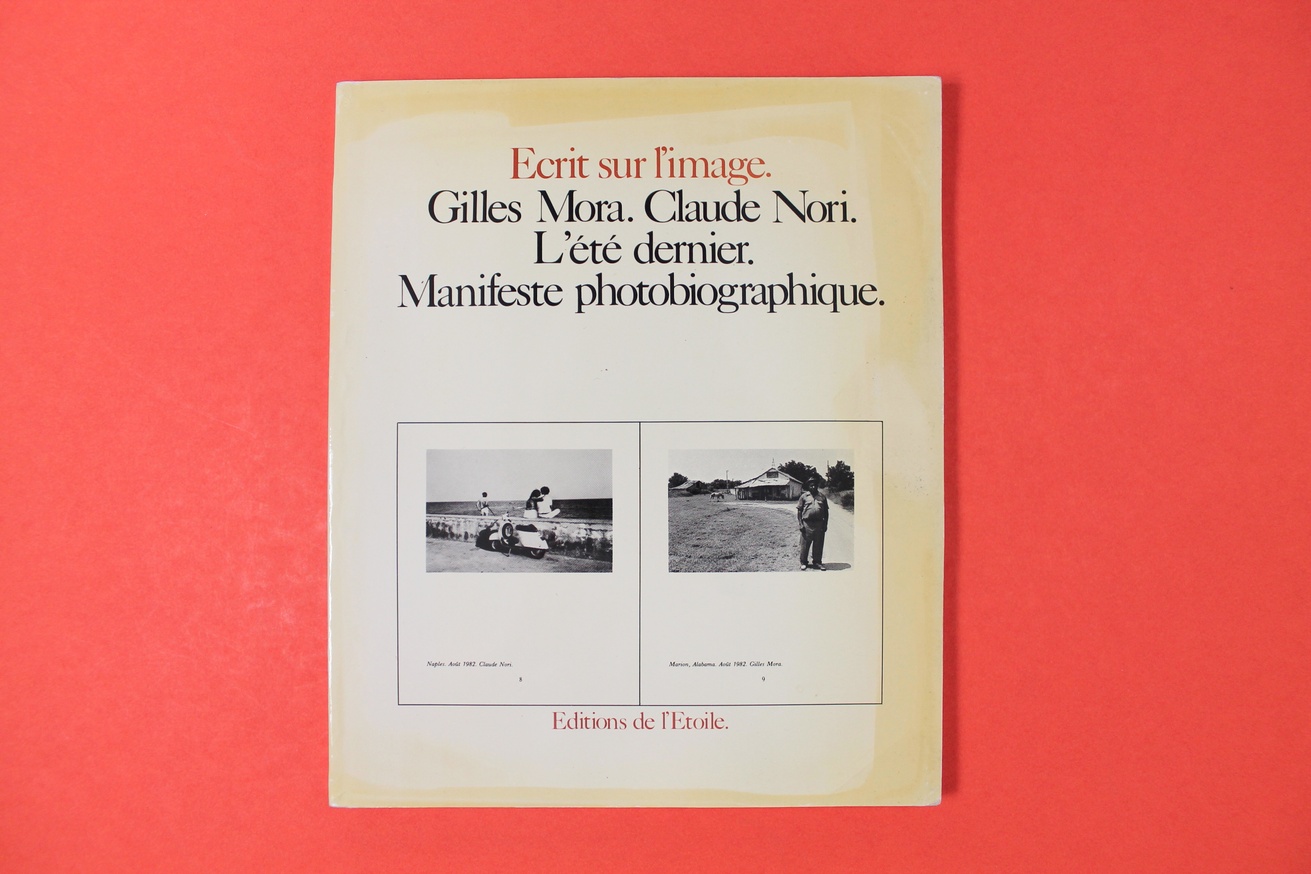 Ecrit sur l'image.
Gilles Mora. Claude Nori.
L'été dernier.
Manifeste photobiographique.
Naples. Août 1982. Claude Nori.
8
Marion, Alabama. Août 1982. Gilles Mora.
9
Editions de l'Etoile.